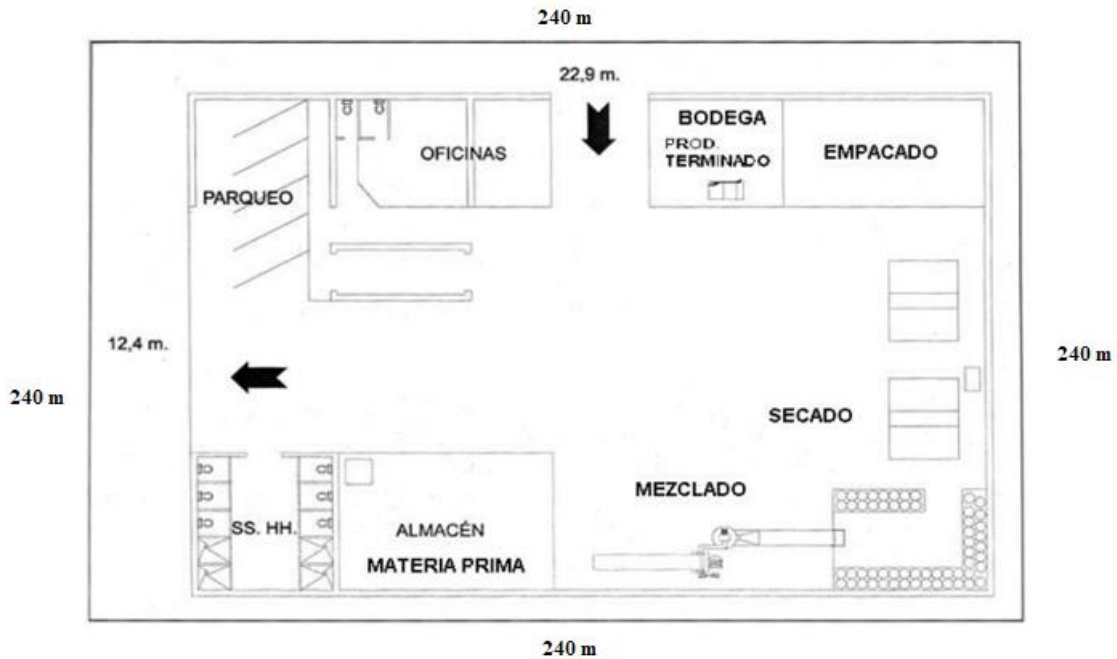 240 m
22,9 m.
BODEGA
PROD.
TERMINADO
EMPACADO
OFICINAS
PARQUEO
12,4 m.
240 m
240 m
SECADO
MEZCLADO
SS. HH.
ALMACÉN
MATERIA PRIMA
240 m